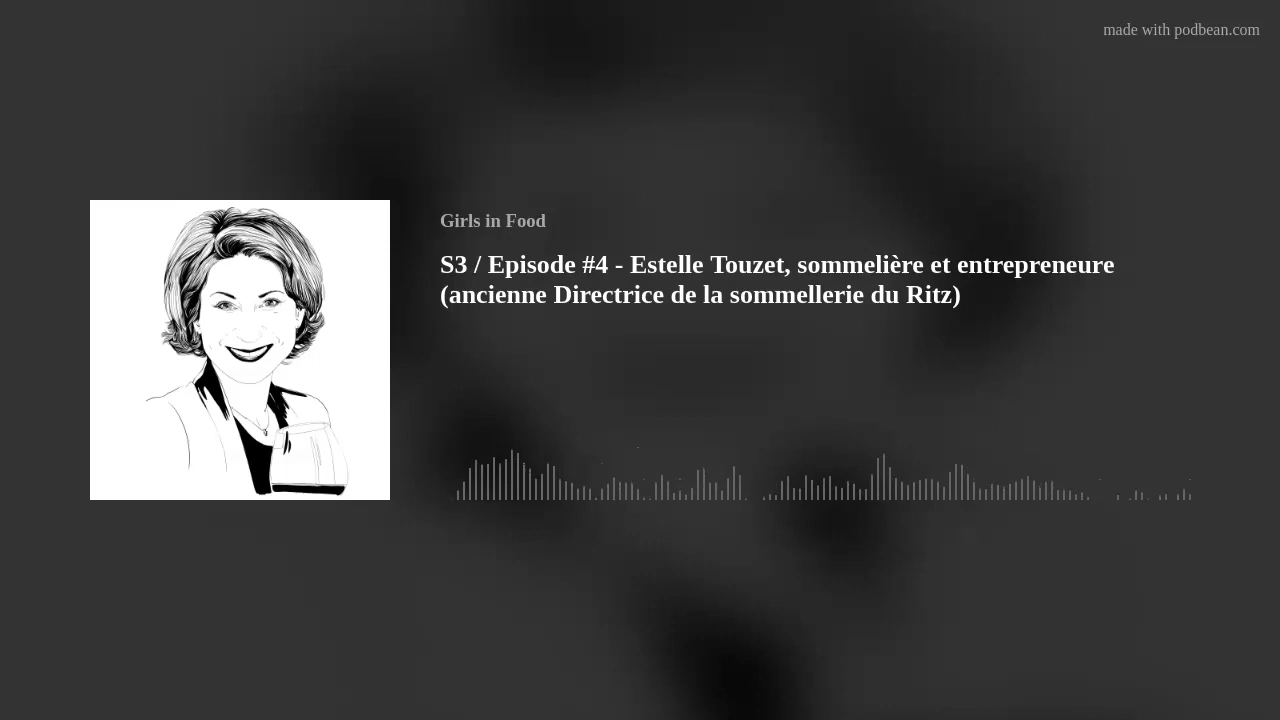 made with podbean.com
Girls in Food
S3 / Episode #4 - Estelle Touzet, sommelière et entrepreneure
(ancienne Directrice de la sommellerie du Ritz)